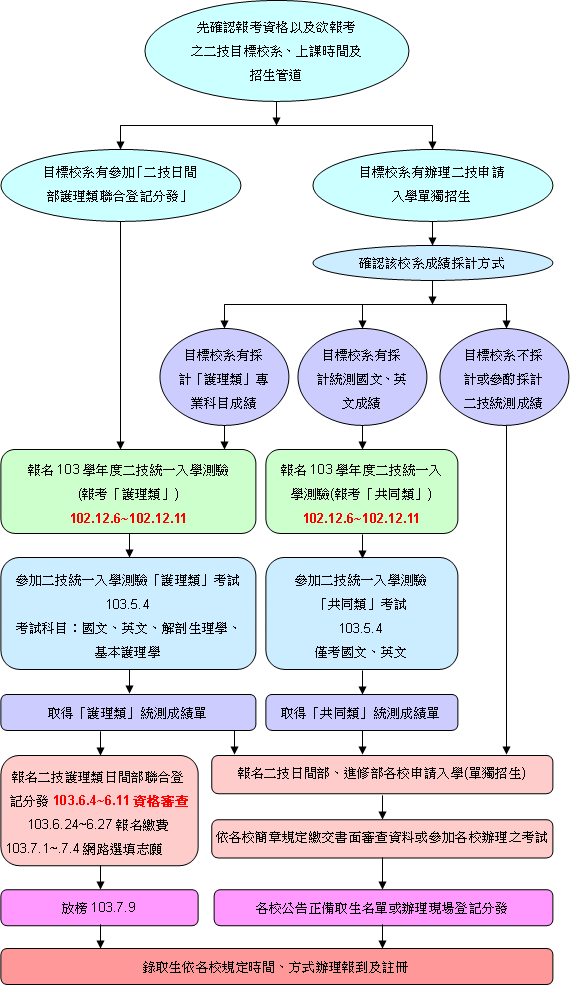 先確認報考資格以及欲報考
之二技目標校系、上課時間及
招生管道
目標校系有參加「二技日間
部護理類聯合登記分發」
目標校系有辦理二技申請
入學單獨招生
確認該校系成績採計方式
目標校系有採
計「護理類」專
業科目成績
目標校系有採
計統測國文、英
文成績
目標校系不採
計或參酌採計
二技統測成績
報名 103 學年度二技統一入學測驗
(報考「護理類」)
102.12.6~102.12.11
報名 103 學年度二技統一入
學測驗(報考「共同類」)
102.12.6~102.12.11
參加二技統一入學測驗「護理類」考試
103.5.4
考試科目：國文、英文、解剖生理學、
基本護理學
參加二技統一入學測驗
「共同類」考試
103.5.4
僅考國文、英文
取得「護理類」統測成績單
取得「共同類」統測成績單
報名二技護理類日間部聯合登
記分發 103.6.4~6.11 資格審查
103.6.24~6.27 報名繳費
103.7.1~.7.4 網路選填志願
報名二技日間部、進修部各校申請入學(單獨招生)
依各校簡章規定繳交書面審查資料或參加各校辦理之考試
放榜 103.7.9
各校公告正備取生名單或辦理現場登記分發
錄取生依各校規定時間、方式辦理報到及註冊